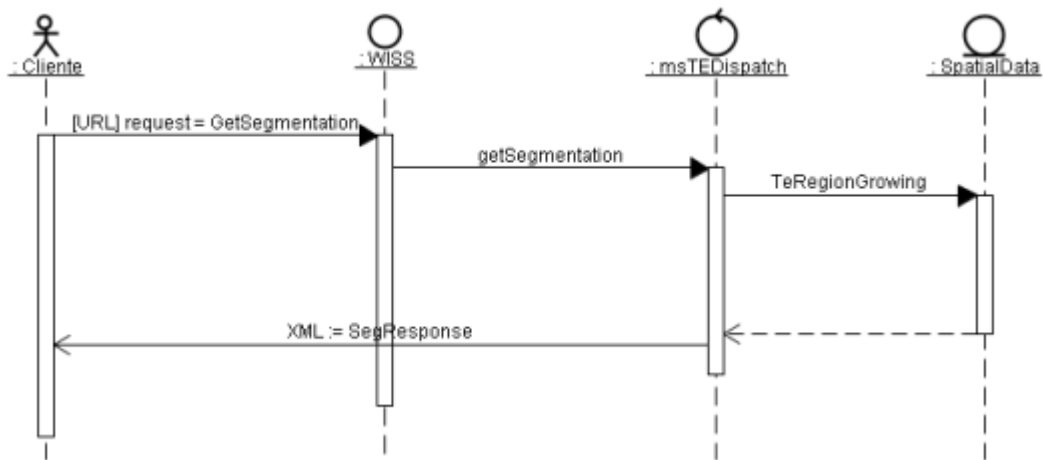 : Cliente
: WISS
: msTEDispatch
: SpatialData
[URL] request = GetSegmentation
getSegmentation
TeRegionGrowing
XML := SegResponse